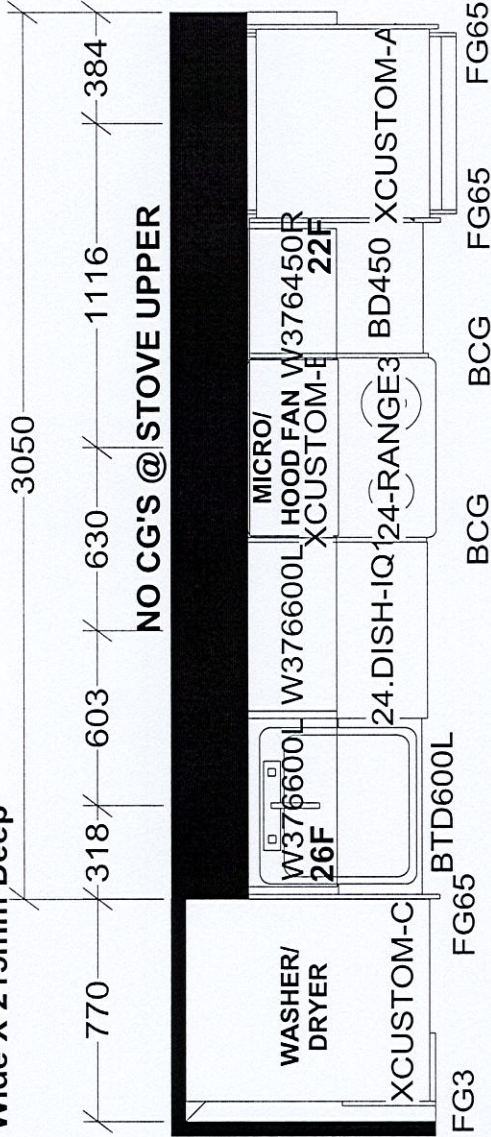 Wide X 215mm Deep
3050
770
318
603
630
1116
384
NO CG'S @ STOVE UPPER
WASHER/
DRYER
XCUSTOM-C
W376600L
26F
BTD600L
W376600L
24.DISH-IQ
MICRO/
HOOD FAN
XCUSTOM-
24-RANGE3
W376450R
22F
BD450
XCUSTOM-A
FG3
FG65
BCG
BCG
FG65
FG65